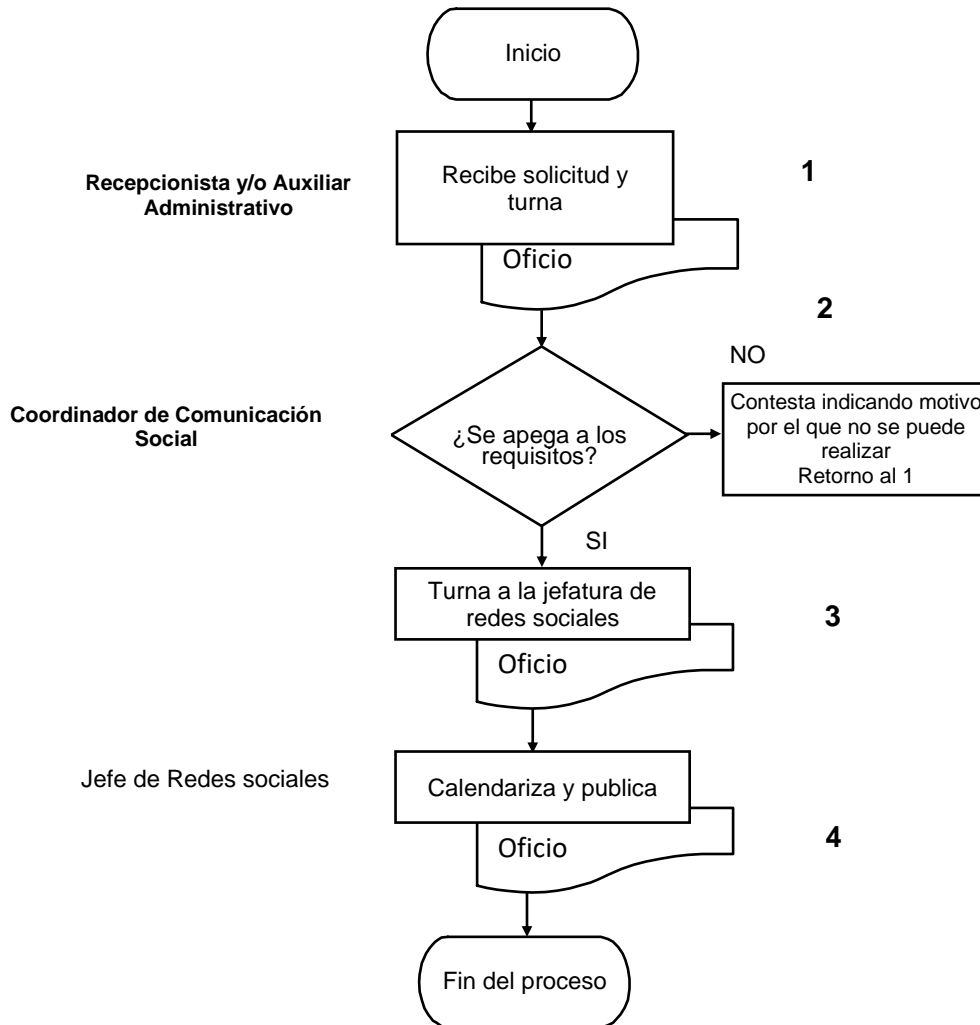 Inicio
Recepcionista y/o Auxiliar
Administrativo
Recibe solicitud y
turna
1
Oficio
2
NO
Coordinador de Comunicación
Social
¿Se apega a los
requisitos?
Contesta indicando motivo
por el que no se puede
realizar
Retorno al 1
SI
Turna a la jefatura de
redes sociales
3
Oficio
Jefe de Redes sociales
Calendariza y publica
4
Oficio
Fin del proceso